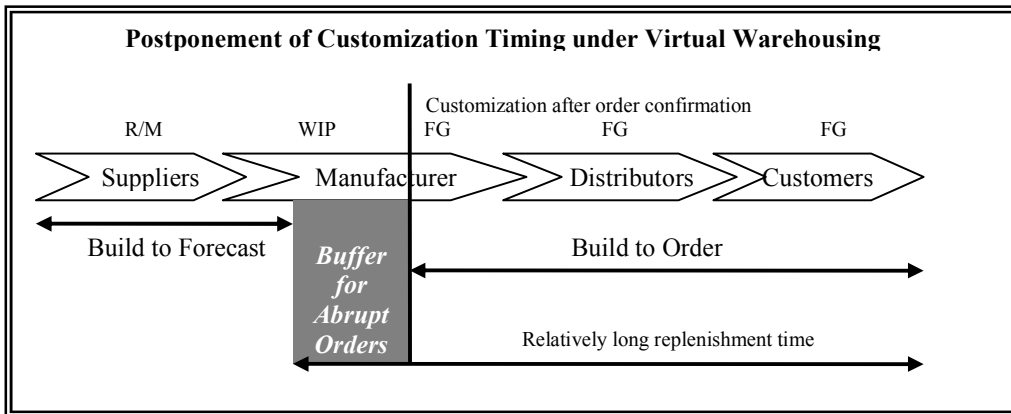 Postponement of Customization Timing under Virtual Warehousing
Customization after order confirmation
R/M WIP FG FG FG
Suppliers Manufacturer Distributors Customers
Build to Forecast
Build to Order
Buffer
for
Abrupt
Orders
Relatively long replenishment time